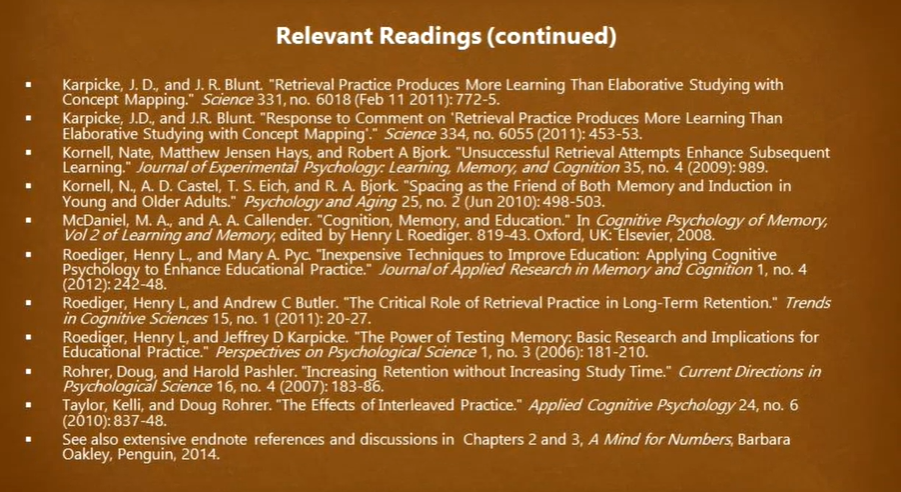 Relevant Readings (continued)
▪ Karpicke, J. D., and J. R. Blunt. "Retrieval Practice Produces More Learning Than Elaborative Studying with
Concept Mapping." Science 331, no. 6018 (Feb 11 2011): 772-5.
▪ Karpicke, J.D., and J.R. Blunt. "Response to Comment on 'Retrieval Practice Produces More Learning Than
Elaborative Studying with Concept Mapping'." Science 334, no. 6055 (2011): 453-53.
▪ Kornell, Nate, Matthew Jensen Hays, and Robert A Bjork. "Unsuccessful Retrieval Attempts Enhance Subsequent
Learning." Journal of Experimental Psychology: Learning, Memory, and Cognition 35, no. 4 (2009): 989.
▪ Kornell, N., A. D. Castel, T. S. Eich, and R. A. Bjork. "Spacing as the Friend of Both Memory and Induction in
Young and Older Adults." Psychology and Aging 25, no. 2 (Jun 2010): 498-503.
▪ McDaniel, M. A., and A. A. Callender. "Cognition, Memory, and Education." In Cognitive Psychology of Memory,
Vol 2 of Learning and Memory, edited by Henry L Roediger. 819-43. Oxford, UK: Elsevier, 2008.
▪ Roediger, Henry L., and Mary A. Pyc. "Inexpensive Techniques to Improve Education: Applying Cognitive
Psychology to Enhance Educational Practice." Journal of Applied Research in Memory and Cognition 1, no. 4
(2012): 242-48.
▪ Roediger, Henry L, and Andrew C Butler. "The Critical Role of Retrieval Practice in Long-Term Retention." Trends
in Cognitive Sciences 15, no. 1 (2011): 20-27.
▪ Roediger, Henry L, and Jeffrey D Karpicke. "The Power of Testing Memory: Basic Research and Implications for
Educational Practice." Perspectives on Psychological Science 1, no. 3 (2006): 181-210.
▪ Rohrer, Doug, and Harold Pashler. "Increasing Retention without Increasing Study Time." Current Directions in
Psychological Science 16, no. 4 (2007): 183-86.
▪ Taylor, Kelli, and Doug Rohrer. "The Effects of Interleaved Practice." Applied Cognitive Psychology 24, no. 6
(2010): 837-48.
▪ See also extensive endnote references and discussions in Chapters 2 and 3, A Mind for Numbers, Barbara
Oakley, Penguin, 2014.